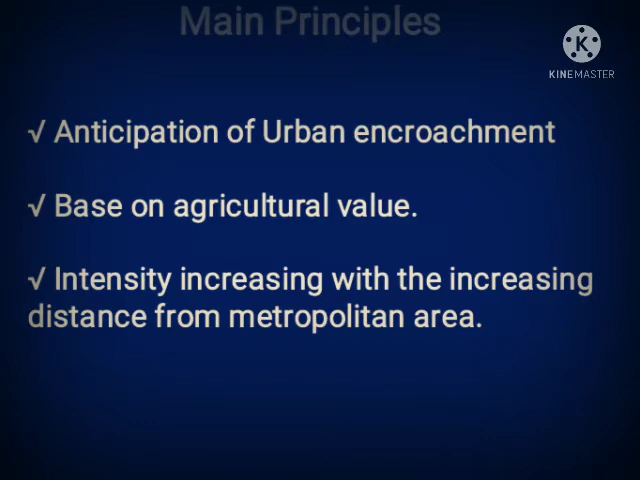 Main Principles
KINEMASTER
√ Anticipation of Urban encroachment
√ Base on agricultural value.
√ Intensity increasing with the increasing
distance from metropolitan area.